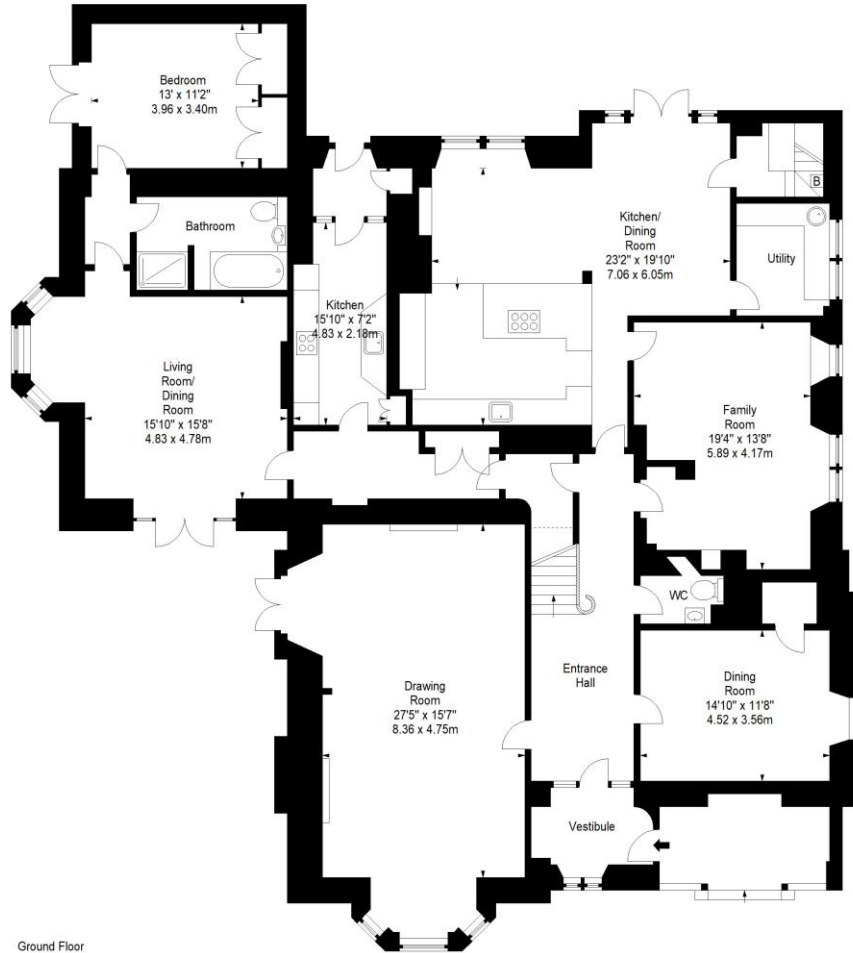 Bedroom
13' x 11'2"
3.96 x 3.40m
Bathroom
Kitchen
15'10" x 7'2"
4.83 x 2.18m
Kitchen/
Dining
Room
23'2" x 19'10"
7.06 x 6.05m
B
Utility
Living
Room/
Dining
Room
15'10" x 15'8"
4.83 x 4.78m
Family
Room
19'4" x 13'8"
5.89 x 4.17m
WC
Entrance
Hall
Drawing
Room
27'5" x 15'7"
8.36 x 4.75m
Dining
Room
14'10" x 11'8"
4.52 x 3.56m
Vestibule
Ground Floor